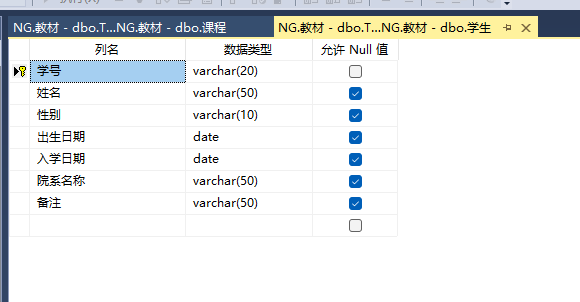 NG.教材 - dbo.T...NG.教材 - dbo.课程 NG.教材 - dbo.T...NG.教材 - dbo.学生
列名 数据类型 允许 Null 值
学号 varchar(20)
姓名 varchar(50)
性别 varchar(10)
出生日期 date
入学日期 date
院系名称 varchar(50)
备注 varchar(50)